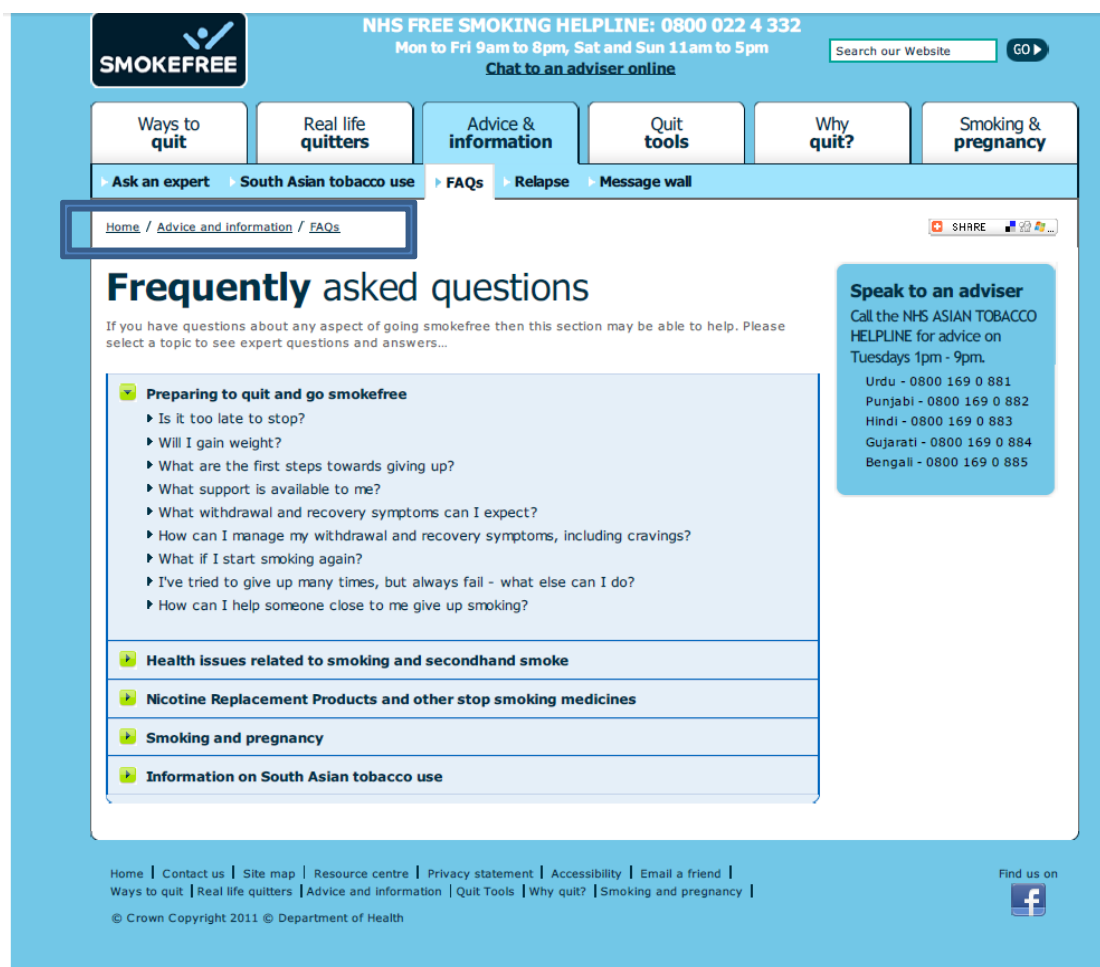 SMOKEFREE
NHS FREE SMOKING HELPLINE: 0800 022 4 332
Mon to Fri 9am to 8pm, Sat and Sun 11am to 5pm
Chat to an adviser online
Search our Website
GO
Ways to
quit
Real life
quitters
Advice &
information
Quit
tools
Why
quit?
Smoking &
pregnancy
Ask an expert South Asian tobacco use FAQs Relapse Message wall
Home / Advice and information / FAQs
SHARE
Frequently asked questions
If you have questions about any aspect of going smokefree then this section may be able to help. Please
select a topic to see expert questions and answers...
Preparing to quit and go smokefree
Is it too late to stop?
Will I gain weight?
What are the first steps towards giving up?
What support is available to me?
What withdrawal and recovery symptoms can I expect?
How can I manage my withdrawal and recovery symptoms, including cravings?
What if I start smoking again?
I've tried to give up many times, but always fail - what else can I do?
How can I help someone close to me give up smoking?
Health issues related to smoking and secondhand smoke
Nicotine Replacement Products and other stop smoking medicines
Smoking and pregnancy
Information on South Asian tobacco use
Speak to an adviser
Call the NHS ASIAN TOBACCO
HELPLINE for advice on
Tuesdays 1pm - 9pm.
Urdu - 0800 169 0 881
Punjabi - 0800 169 0 882
Hindi - 0800 169 0 883
Gujarati - 0800 169 0 884
Bengali - 0800 169 0 885
Home | Contact us | Site map | Resource centre | Privacy statement | Accessibility | Email a friend |
Ways to quit | Real life quitters | Advice and information | Quit Tools | Why quit? | Smoking and pregnancy |
© Crown Copyright 2011 © Department of Health
Find us on
f